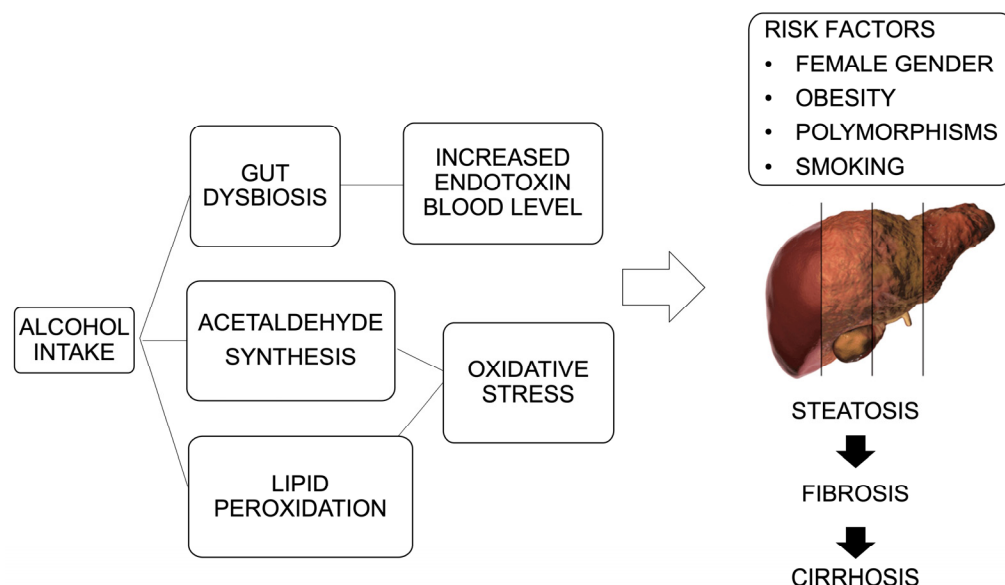 RISK FACTORS
• FEMALE GENDER
• OBESITY
• POLYMORPHISMS
• SMOKING
GUT
DYSBIOSIS
INCREASED
ENDOTOXIN
BLOOD LEVEL
ALCOHOL
INTAKE
ACETALDEHYDE
SYNTHESIS
OXIDATIVE
STRESS
LIPID
PEROXIDATION
STEATOSIS
FIBROSIS
CIRRHOSIS